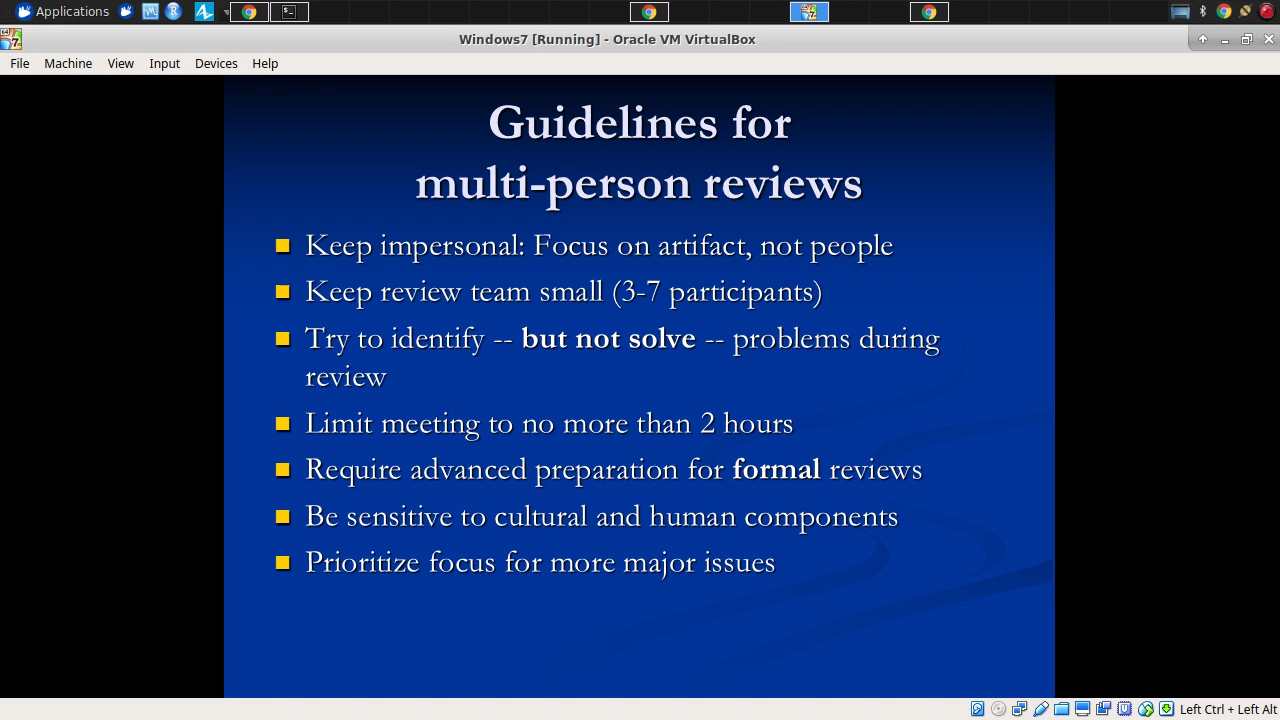 Applications
Windows7 [Running] - Oracle VM VirtualBox
File Machine View Input Devices Help
Guidelines for
multi-person reviews
Keep impersonal: Focus on artifact, not people
Keep review team small (3-7 participants)
Try to identify -- but not solve -- problems during
review
Limit meeting to no more than 2 hours
Require advanced preparation for formal reviews
Be sensitive to cultural and human components
Prioritize focus for more major issues
Left Ctrl + Left Alt